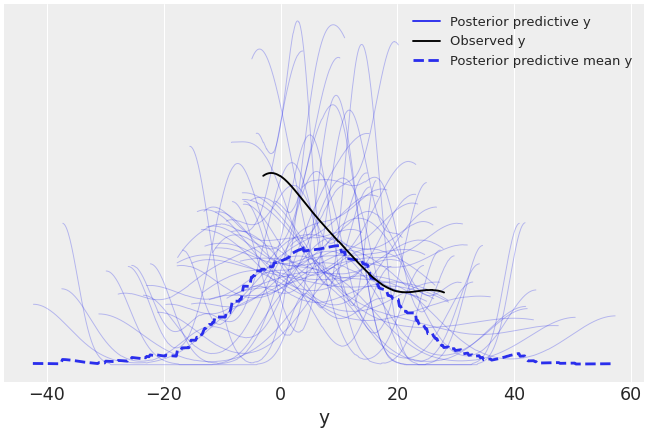 Posterior predictive y
Observed y
Posterior predictive mean y
−40 −20 0 20 40 60
y